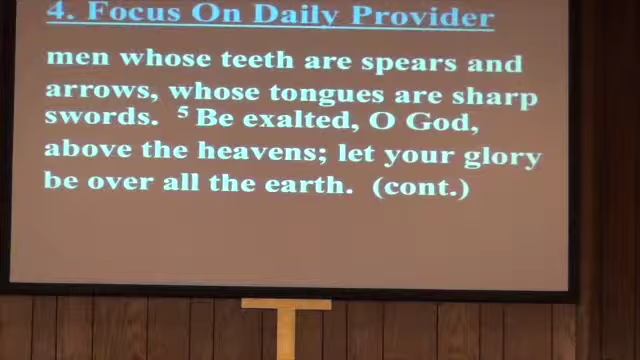 4. Focus On Daily Provider
men whose teeth are spears and
arrows, whose tongues are sharp
swords. ⁵ Be exalted, O God,
above the heavens; let your glory
be over all the earth. (cont.)